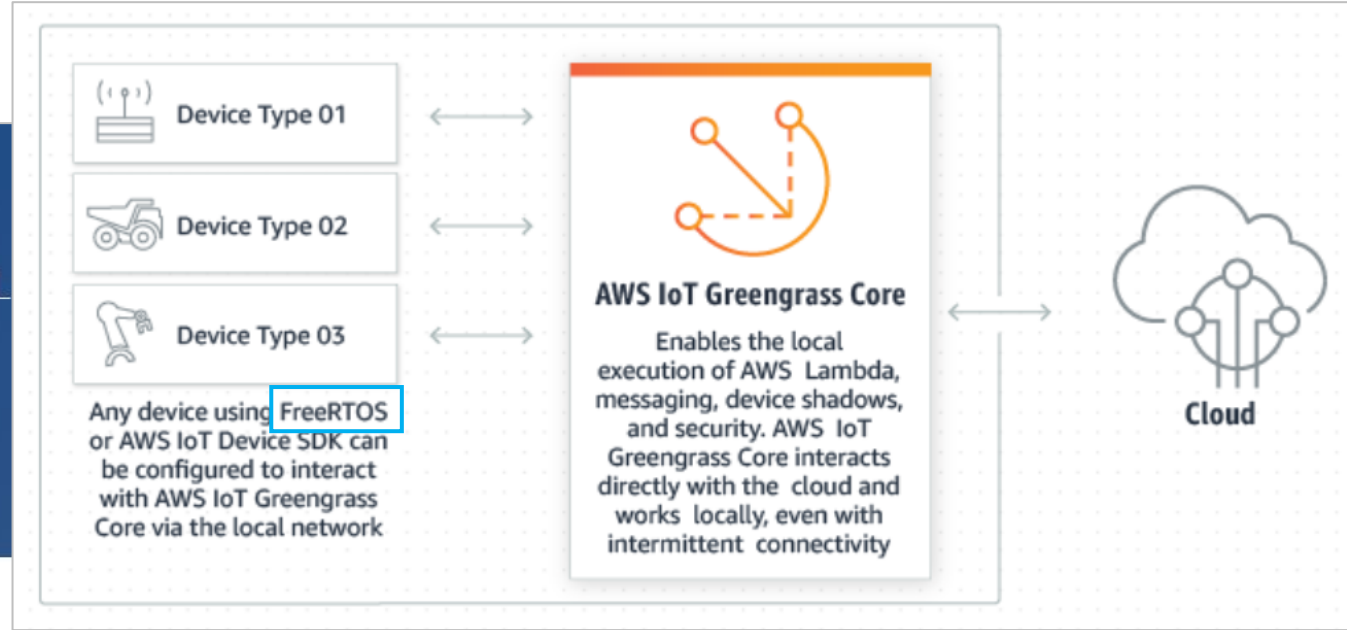 Device Type 01
Device Type 02
Device Type 03
Any device using FreeRTOS
or AWS IoT Device SDK can
be configured to interact
with AWS IoT Greengrass
Core via the local network
AWS IoT Greengrass Core
Enables the local
execution of AWS Lambda,
messaging, device shadows,
and security. AWS IoT
Greengrass Core interacts
directly with the cloud and
works locally, even with
intermittent connectivity
Cloud